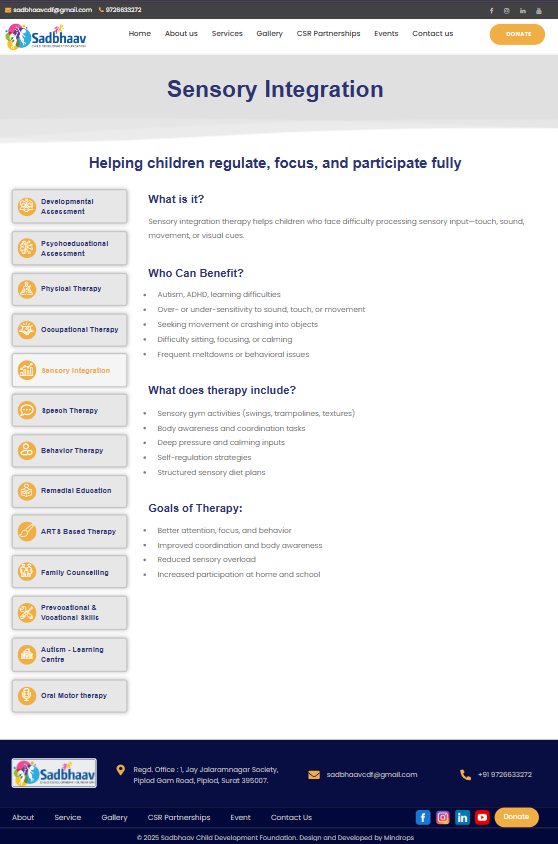 sadbhaavcdf@gmail.com 9726633272
Sadbhaav
CHILD DEVELOPMENT FOUNDATION
Home About us Services Gallery CSR Partnerships Events Contact us DONATE
Sensory Integration
Helping children regulate, focus, and participate fully
Developmental
Assessment
Psychoeducational
Assessment
Physical Therapy
Occupational Therapy
Sensory Integration
Speech Therapy
Behavior Therapy
Remedial Education
ARTS Based Therapy
Family Counselling
Prevocational &
Vocational Skills
Autism - Learning
Centre
Oral Motor therapy
What is it?
Sensory integration therapy helps children who face difficulty processing sensory input—touch, sound,
movement, or visual cues.
Who Can Benefit?
• Autism, ADHD, learning difficulties
• Over- or under-sensitivity to sound, touch, or movement
• Seeking movement or crashing into objects
• Difficulty sitting, focusing, or calming
• Frequent meltdowns or behavioral issues
What does therapy include?
• Sensory gym activities (swings, trampolines, textures)
• Body awareness and coordination tasks
• Deep pressure and calming inputs
• Self-regulation strategies
• Structured sensory diet plans
Goals of Therapy:
• Better attention, focus, and behavior
• Improved coordination and body awareness
• Reduced sensory overload
• Increased participation at home and school
Sadbhaav
CHILD DEVELOPMENT FOUNDATION
Regd. Office : 1, Jay Jalaramnagar Society,
Piplod Gam Road, Piplod, Surat 395007.
sadbhaavcdf@gmail.com
+91 9726633272
About Service Gallery CSR Partnerships Event Contact Us Donate
© 2025 Sadbhaav Child Development Foundation. Design and Developed by Mindrops